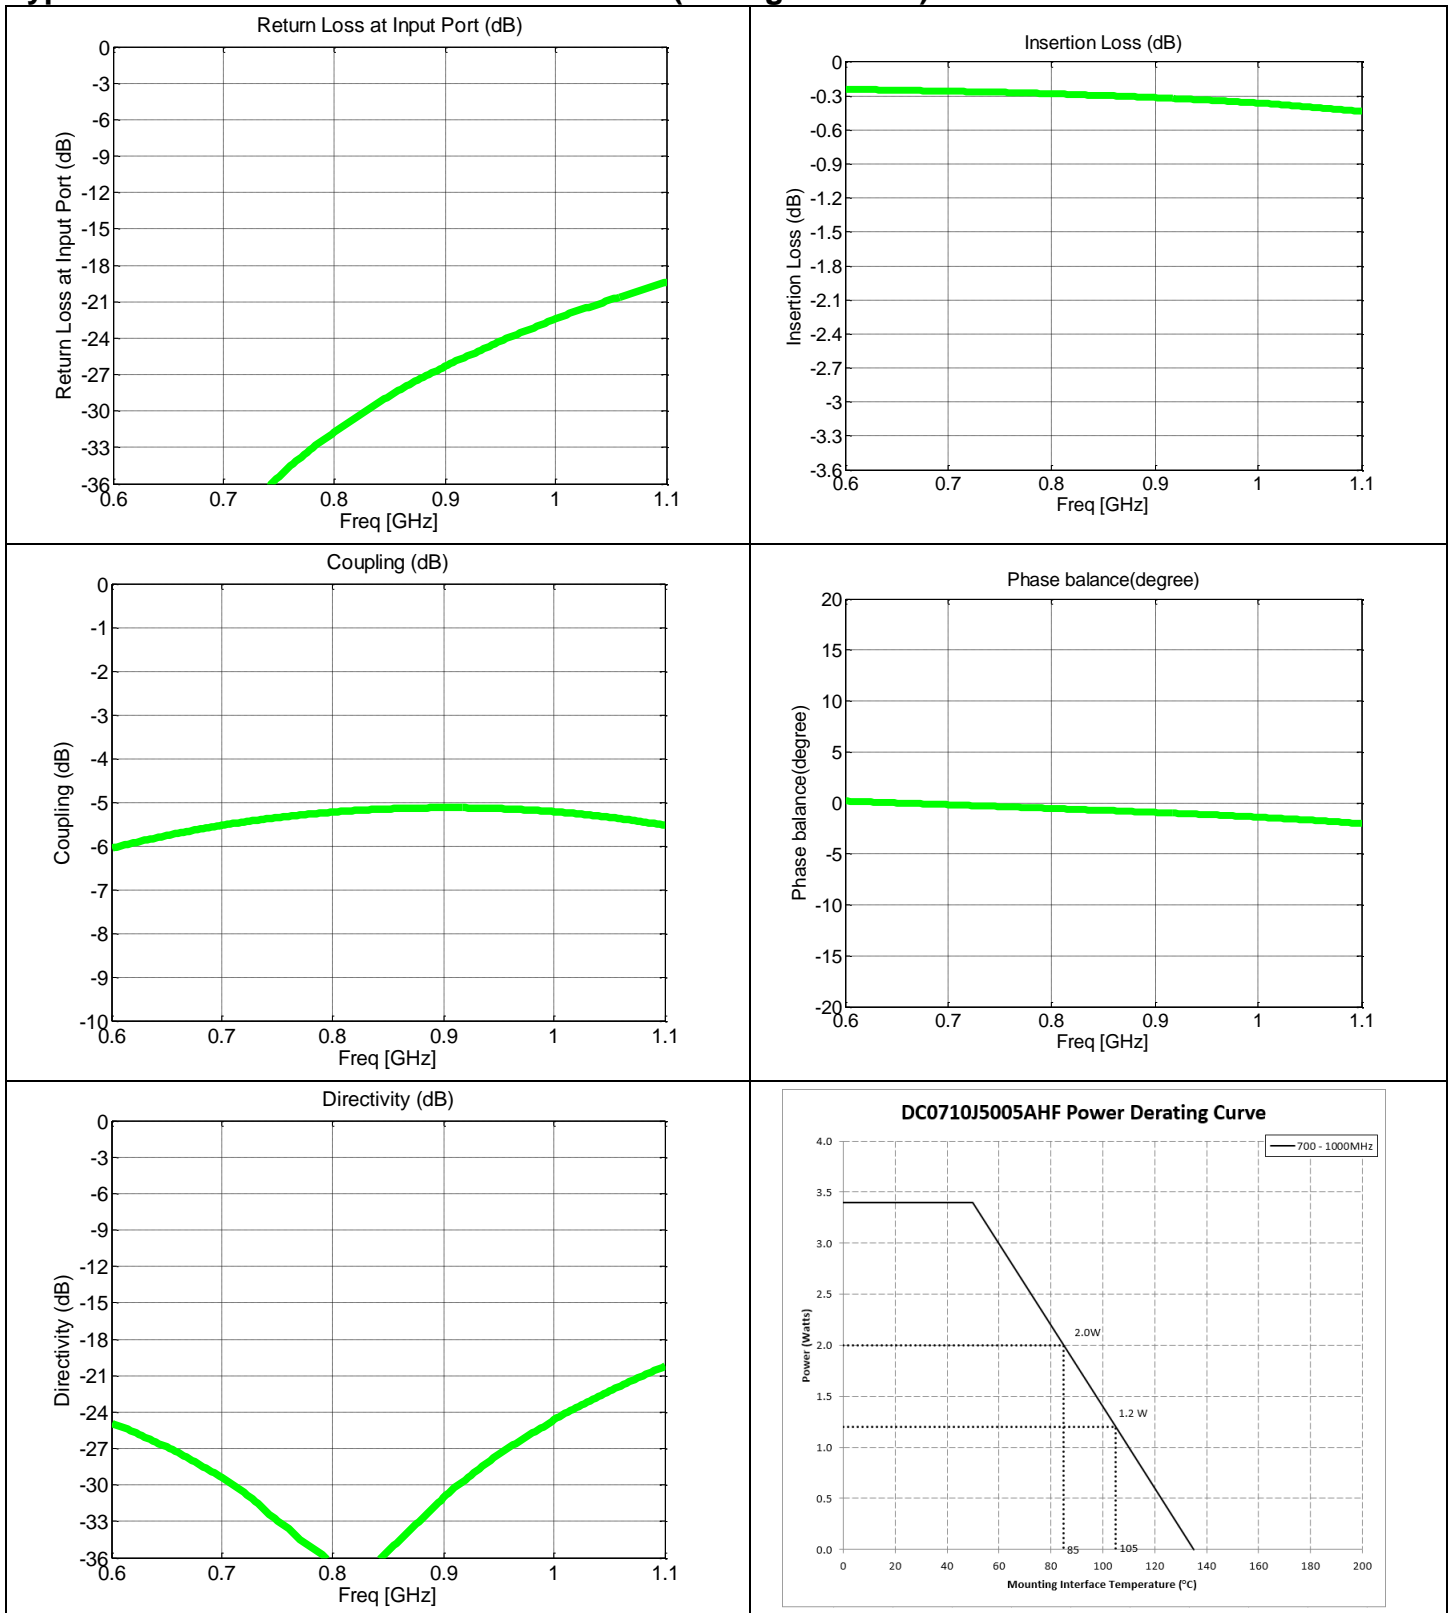 Return Loss at Input Port (dB)
0
-3
-6
-9
-12
-15
-18
-21
-24
-27
-30
-33
-36
Return Loss at Input Port (dB)
0.6 0.7 0.8 0.9 1 1.1
Freq [GHz]
Insertion Loss (dB)
0
-0.3
-0.6
-0.9
-1.2
-1.5
-1.8
-2.1
-2.4
-2.7
-3
-3.3
-3.6
Insertion Loss (dB)
0.6 0.7 0.8 0.9 1 1.1
Freq [GHz]
Coupling (dB)
0
-1
-2
-3
-4
-5
-6
-7
-8
-9
-10
Coupling (dB)
0.6 0.7 0.8 0.9 1 1.1
Freq [GHz]
Phase balance(degree)
20
15
10
5
0
-5
-10
-15
-20
Phase balance(degree)
0.6 0.7 0.8 0.9 1 1.1
Freq [GHz]
Directivity (dB)
0
-3
-6
-9
-12
-15
-18
-21
-24
-27
-30
-33
-36
Directivity (dB)
0.6 0.7 0.8 0.9 1 1.1
Freq [GHz]
DC0710J5005AHF Power Derating Curve
700 - 1000MHz
4.0
3.5
3.0
2.5
2.0
1.5
1.0
0.5
0.0
Power (Watts)
2.0W
1.2 W
85
105
0 20 40 60 80 100 120 140 160 180 200
Mounting Interface Temperature (°C)